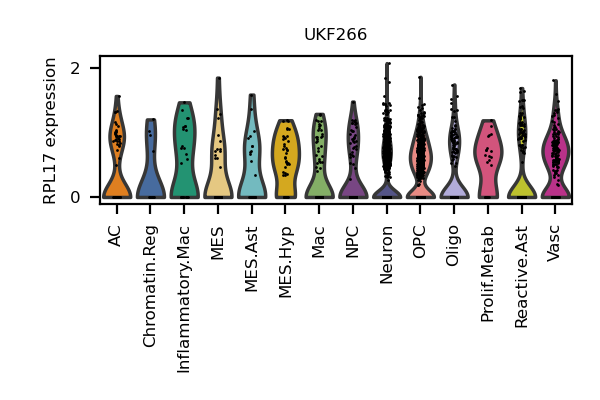 UKF266
RPL17 expression
2
0
AC
Chromatin.Reg
Inflammatory.Mac
MES
MES.Ast
MES.Hyp
Mac
NPC
Neuron
OPC
Oligo
Prolif.Metab
Reactive.Ast
Vasc